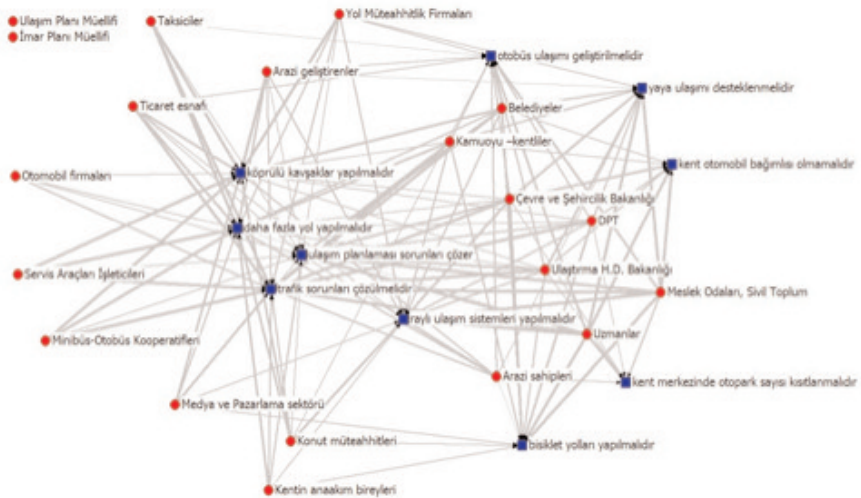 Ulaşım Planı Müellifi
İmar Planı Müellifi
Taksiciler
Yol Müteahhitlik Firmaları
otobüs ulaşımı geliştirilmelidir
Arazi geliştirenler
yaya ulaşımı desteklenmelidir
Ticaret esnafı
Belediyeler
Kamuoyu –kentliler
kent otomobil bağımlısı olmamalıdır
Otomobil firmaları
köprülü kavşaklar yapılmalıdır
Çevre ve Şehircilik Bakanlığı
DPT
daha fazla yol yapılmalıdır
ulaşım planlaması sorunları çözer
Ulaştırma H.D. Bakanlığı
Servis Araçları İşleticileri
trafik sorunları çözülmelidir
Meslek Odaları, Sivil Toplum
raylı ulaşım sistemleri yapılmalıdır
Uzmanlar
Minibüs-Otobüs Kooperatifleri
Arazi sahipleri
kent merkezinde otopark sayısı kısıtlanmalıdır
Medya ve Pazarlama sektörü
Konut müteahhitleri
bisiklet yolları yapılmalıdır
Kentin anaakım bireyleri